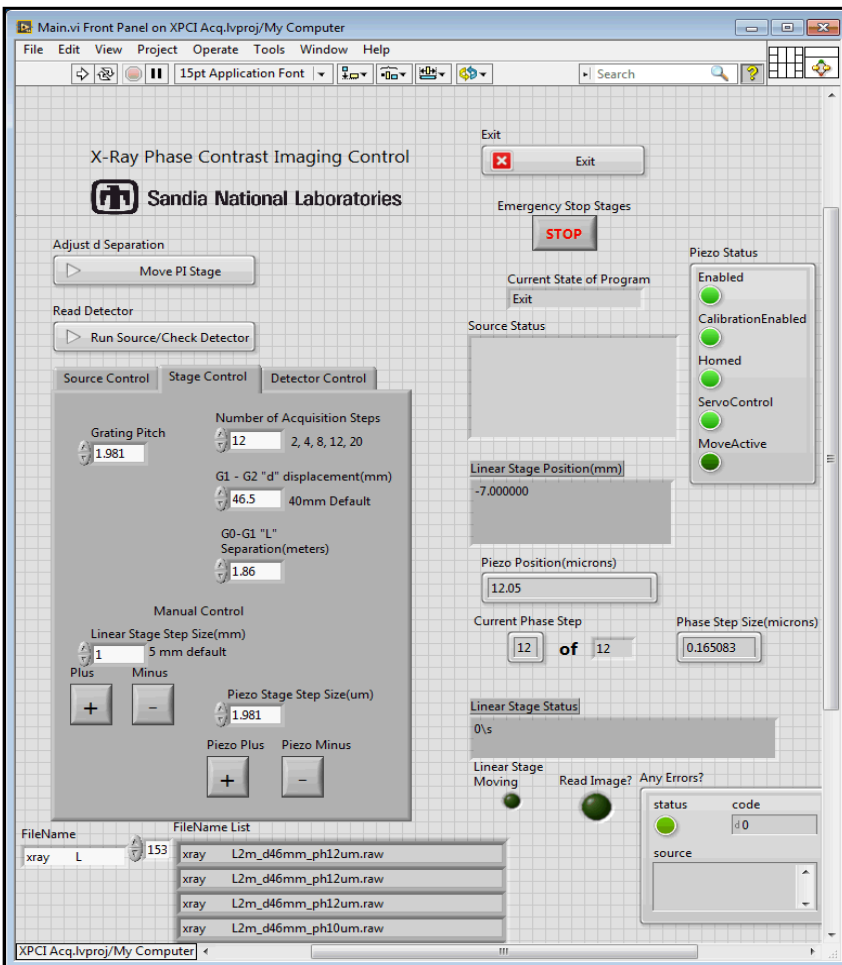 Main.vi Front Panel on XPCI Acq.lvproj/My Computer
File Edit View Project Operate Tools Window Help
15pt Application Font
Search
X-Ray Phase Contrast Imaging Control
Sandia National Laboratories
Exit
Exit
Emergency Stop Stages
STOP
Adjust d Separation
Move PI Stage
Read Detector
Run Source/Check Detector
Current State of Program
Exit
Source Status
Piezo Status
Enabled
CalibrationEnabled
Homed
ServoControl
MoveActive
Source Control Stage Control Detector Control
Grating Pitch
1.981
Number of Acquisition Steps
12 2, 4, 8, 12, 20
G1 - G2 "d" displacement(mm)
46.5 40mm Default
G0-G1 "L"
Separation(meters)
1.86
Manual Control
Linear Stage Step Size(mm)
1 5 mm default
Plus Minus
+ -
Piezo Stage Step Size(um)
1.981
Piezo Plus Piezo Minus
+ -
Linear Stage Position(mm)
-7.000000
Piezo Position(microns)
12.05
Current Phase Step
12 of 12
Phase Step Size(microns)
0.165083
Linear Stage Status
0\s
Linear Stage
Moving
Read Image?
Any Errors?
status code
d 0
source
FileName
xray L
153
FileName List
xray L2m_d46mm_ph12um.raw
xray L2m_d46mm_ph12um.raw
xray L2m_d46mm_ph12um.raw
xray L2m_d46mm_ph10um.raw
XPCI Acq.lvproj/My Computer